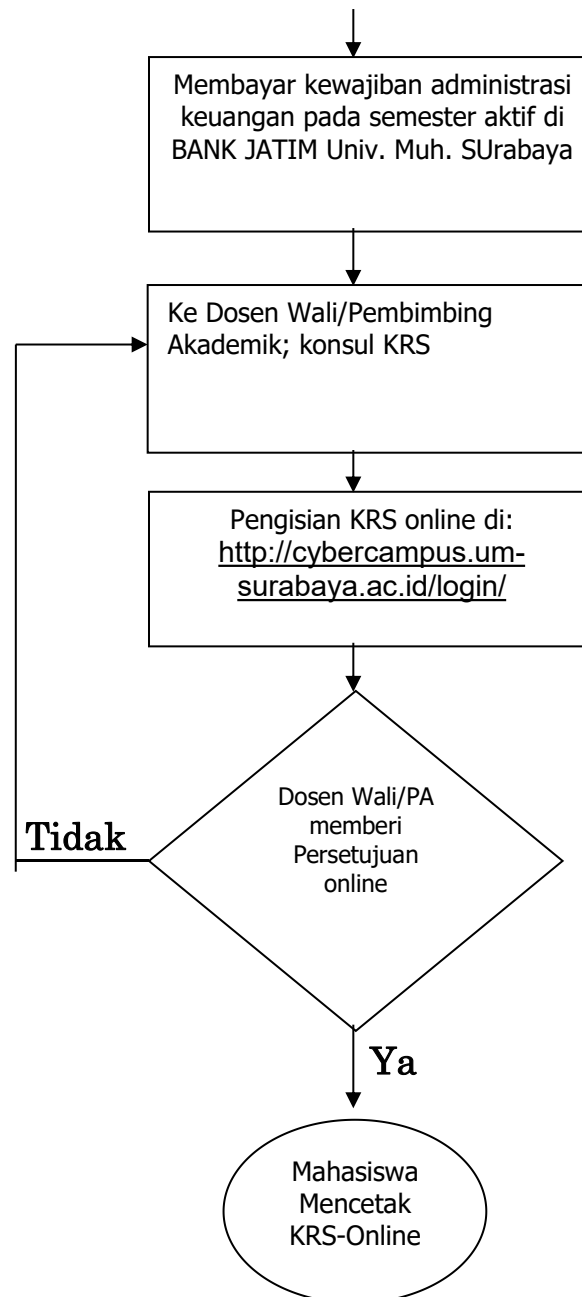 Membayar kewajiban administrasi
keuangan pada semester aktif di
BANK JATIM Univ. Muh. SUrabaya
Ke Dosen Wali/Pembimbing
Akademik; konsul KRS
Pengisian KRS online di:
http://cybercampus.um-
surabaya.ac.id/login/
Dosen Wali/PA
memberi
Persetujuan
online
Tidak
Ya
Mahasiswa
Mencetak
KRS-Online